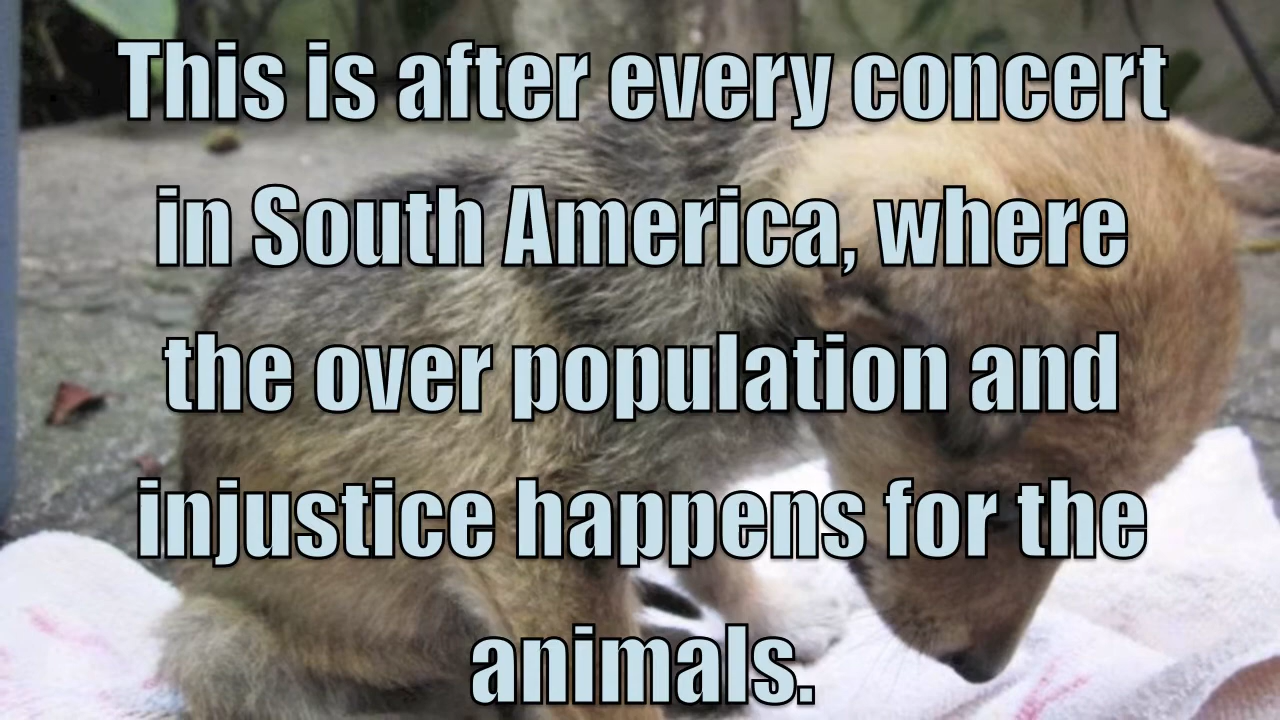 This is after every concert
in South America, where
the over population and
injustice happens for the
animals.